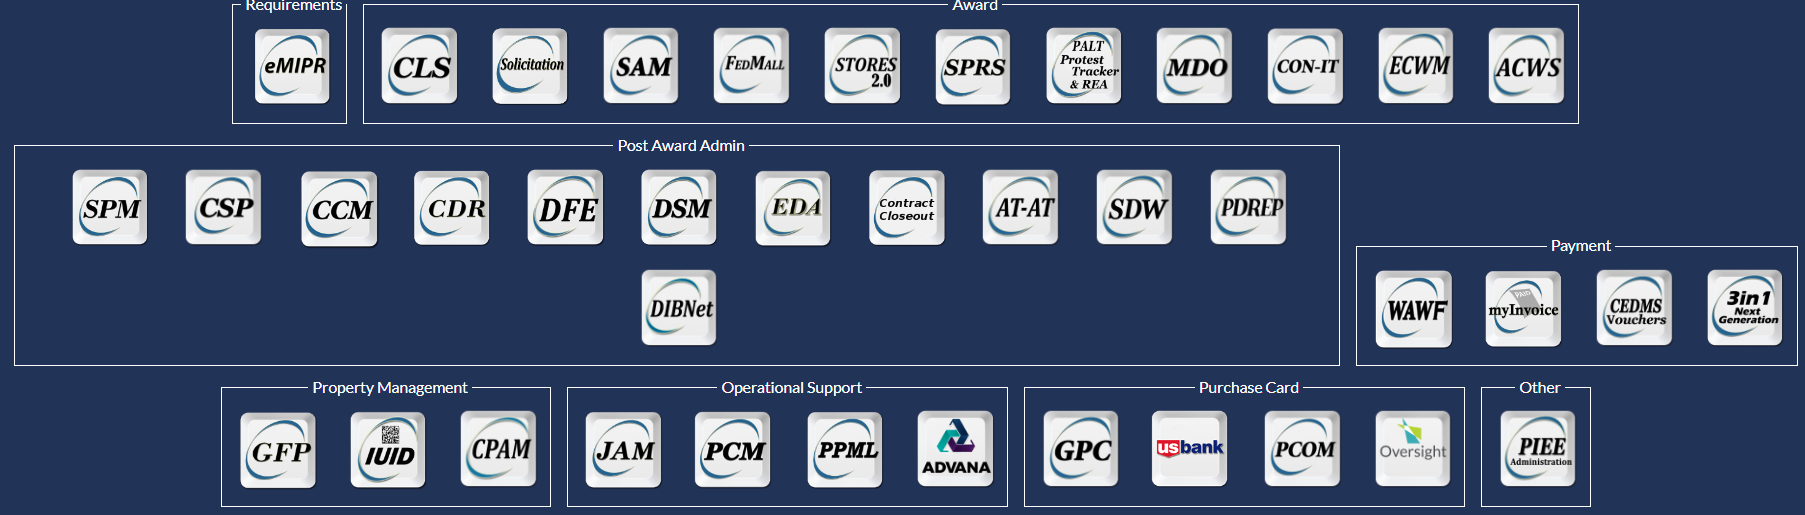 Requirements
Award
eMIPR
CLS
Solicitation
SAM
FEDMALL
STORES
2.0
SPRS
PALT
Protest
Tracker
& REA
MDO
CON-IT
ECWM
ACWS
Post Award Admin
SPM
CSP
CCM
CDR
DFE
DSM
EDA
Contract
Closeout
AT-AT
SDW
PDREP
DIBNet
Payment
WAWF
PAID
myInvoice
CEDMS
Vouchers
3in1
Next
Generation
Property Management
GFP
IUID
CPAM
Operational Support
JAM
PCM
PPML
ADVANA
Purchase Card
GPC
usbank
PCOM
Oversight
Other
PIEE
Administration